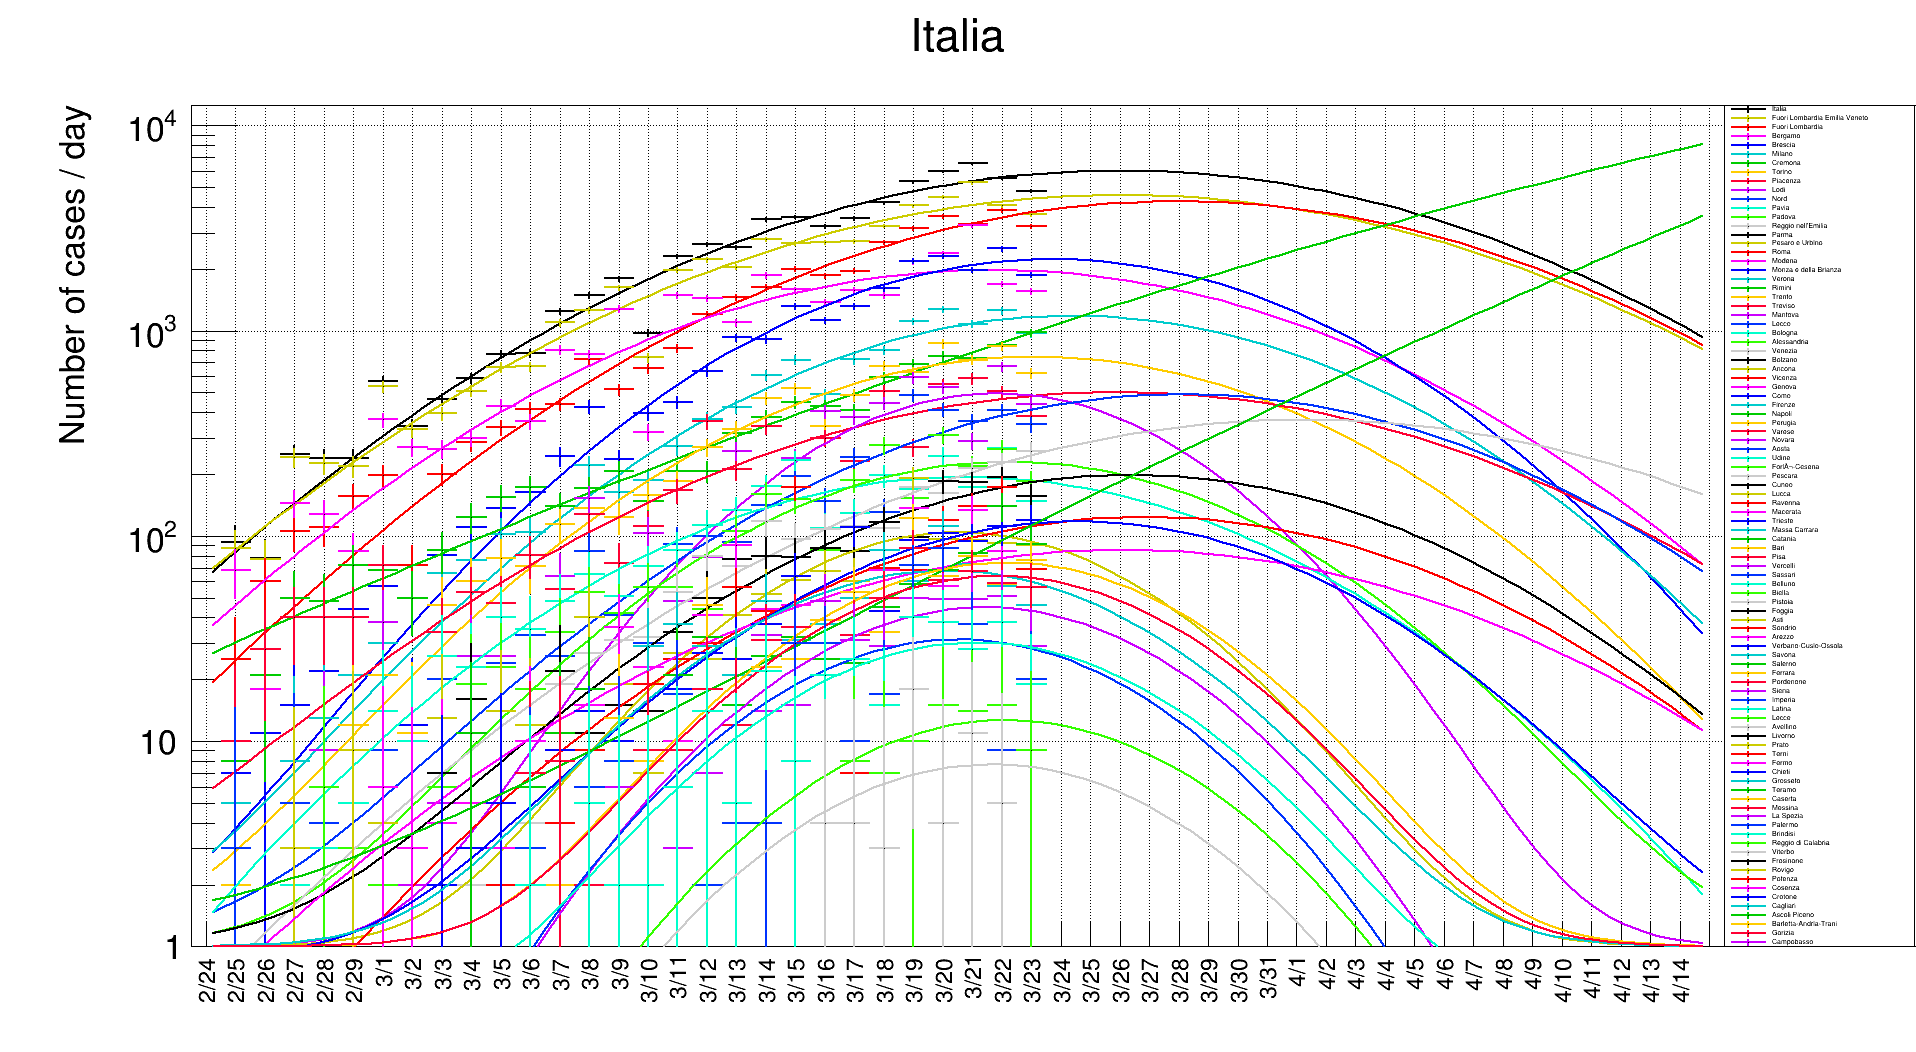 Italia
Number of cases / day
10^4
10^3
10^2
10
1
2/24
2/25
2/26
2/27
2/28
2/29
3/1
3/2
3/3
3/4
3/5
3/6
3/7
3/8
3/9
3/10
3/11
3/12
3/13
3/14
3/15
3/16
3/17
3/18
3/19
3/20
3/21
3/22
3/23
3/24
3/25
3/26
3/27
3/28
3/29
3/30
3/31
4/1
4/2
4/3
4/4
4/5
4/6
4/7
4/8
4/9
4/10
4/11
4/12
4/13
4/14
Italia
Fuori Lombardia Emilia Veneto
Fuori Lombardia
Bergamo
Brescia
Milano
Cremona
Torino
Piacenza
Lodi
Nord
Pavia
Padova
Reggio nell'Emilia
Parma
Pesaro e Urbino
Roma
Modena
Monza e della Brianza
Verona
Rimini
Trento
Treviso
Mantova
Lecco
Bologna
Alessandria
Venezia
Bolzano
Ancona
Vicenza
Genova
Como
Firenze
Napoli
Perugia
Varese
Novara
Aosta
Udine
ForlÃ¬-Cesena
Pescara
Cuneo
Lucca
Ravenna
Macerata
Trieste
Massa Carrara
Catania
Bari
Pisa
Vercelli
Sassari
Belluno
Biella
Pistoia
Foggia
Asti
Sondrio
Arezzo
Verbano-Cusio-Ossola
Savona
Salerno
Ferrara
Pordenone
Siena
Imperia
Latina
Lecce
Avellino
Livorno
Prato
Terni
Fermo
Chieti
Grosseto
Teramo
Caserta
Messina
La Spezia
Palermo
Brindisi
Reggio di Calabria
Viterbo
Frosinone
Rovigo
Potenza
Cosenza
Crotone
Cagliari
Ascoli Piceno
Barletta-Andria-Trani
Gorizia
Campobasso